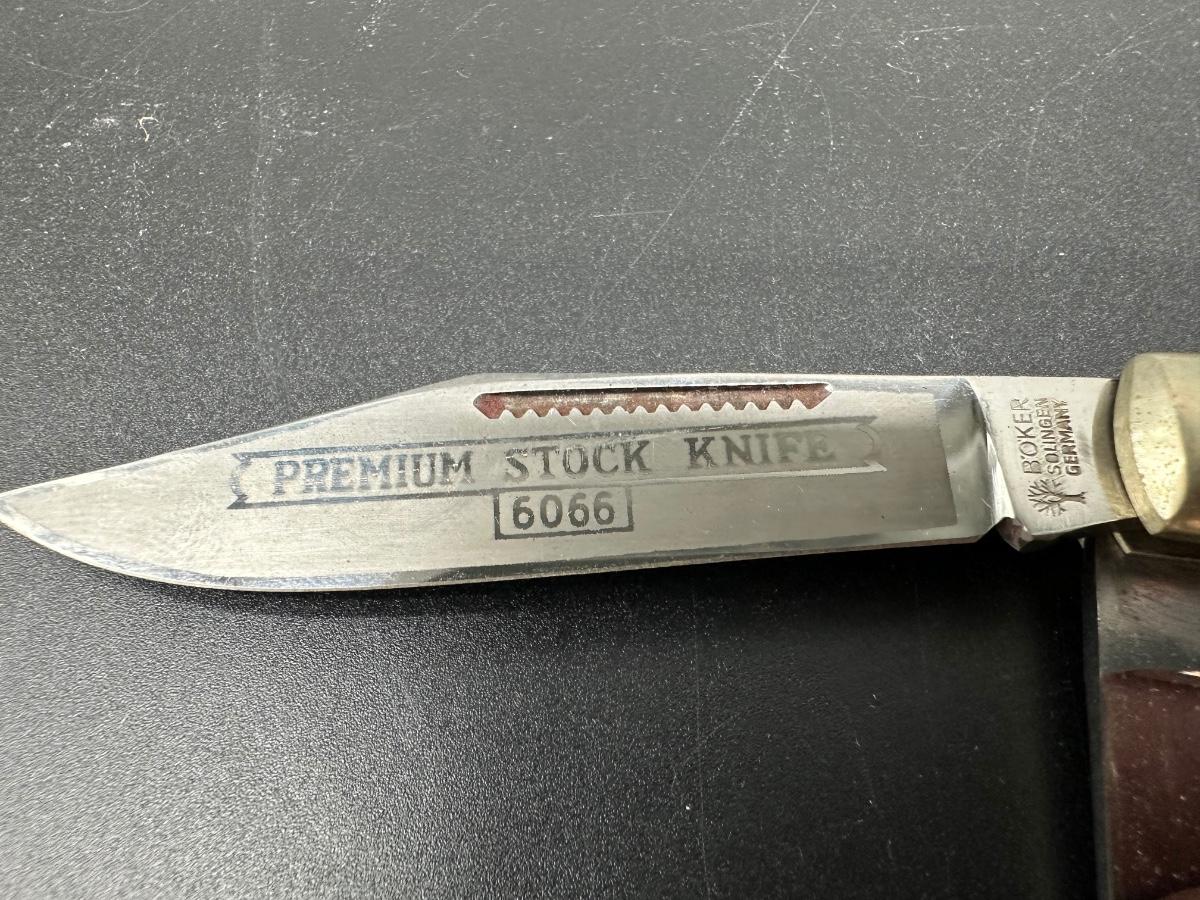 PREMIUM STOCK KNIFE
6066
BOKER
SOLINGEN
GERMANY